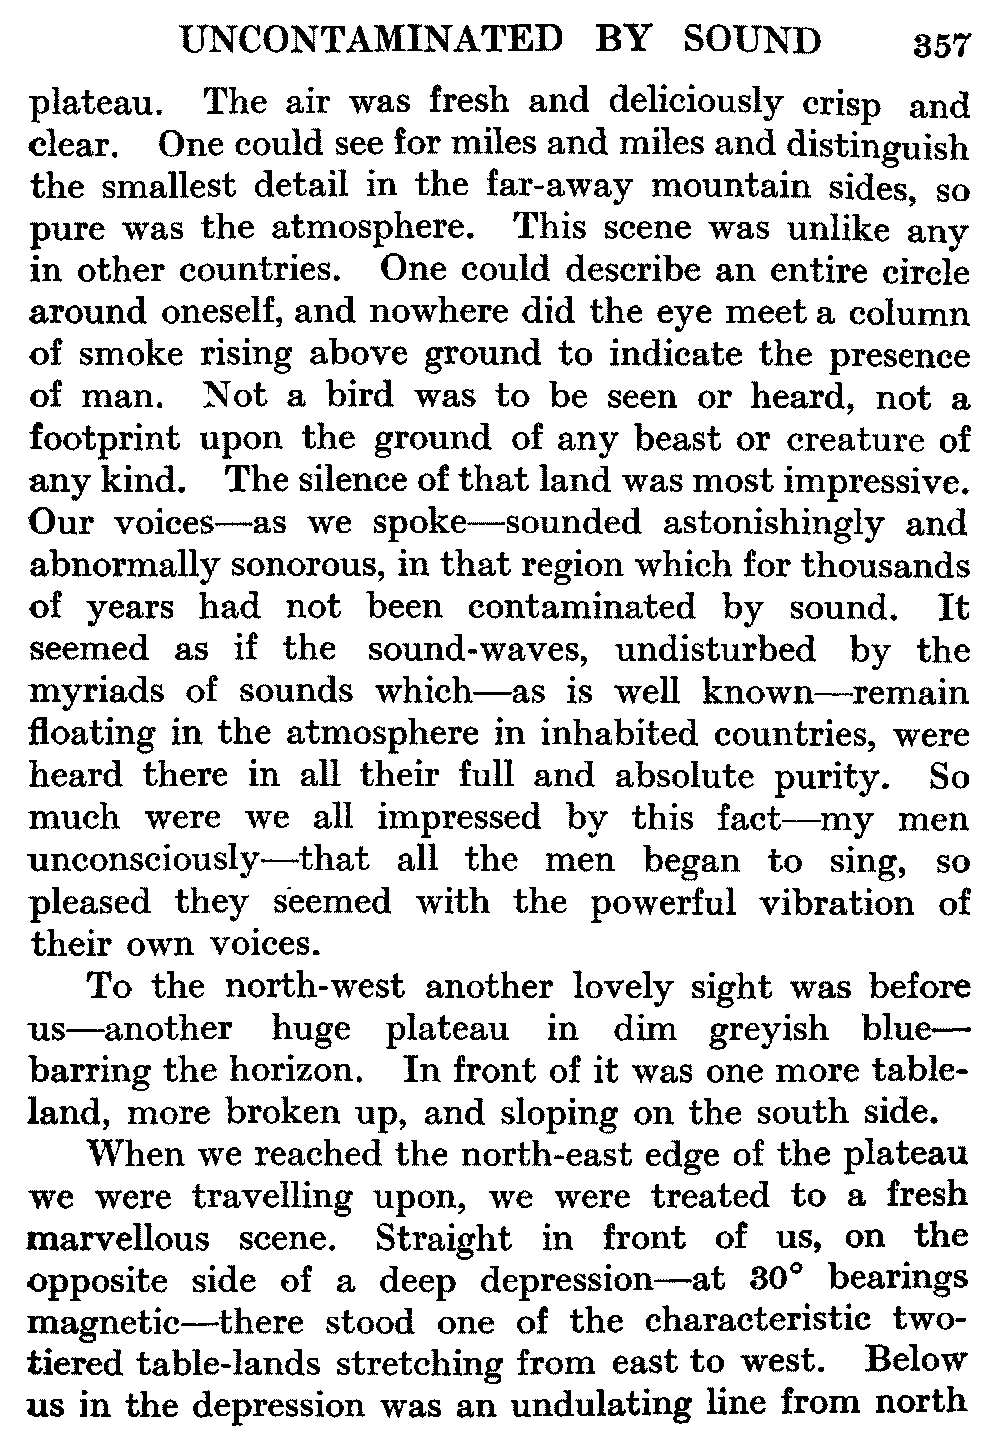 UNCONTAMINATED BY SOUND 357
plateau. The air was fresh and deliciously crisp and
clear. One could see for miles and miles and distinguish
the smallest detail in the far-away mountain sides, so
pure was the atmosphere. This scene was unlike any
in other countries. One could describe an entire circle
around oneself, and nowhere did the eye meet a column
of smoke rising above ground to indicate the presence
of man. Not a bird was to be seen or heard, not a
footprint upon the ground of any beast or creature of
any kind. The silence of that land was most impressive.
Our voices—as we spoke—sounded astonishingly and
abnormally sonorous, in that region which for thousands
of years had not been contaminated by sound. It
seemed as if the sound-waves, undisturbed by the
myriads of sounds which—as is well known—remain
floating in the atmosphere in inhabited countries, were
heard there in all their full and absolute purity. So
much were we all impressed by this fact—my men
unconsciously—that all the men began to sing, so
pleased they seemed with the powerful vibration of
their own voices.
To the north-west another lovely sight was before
us—another huge plateau in dim greyish blue—
barring the horizon. In front of it was one more table-
land, more broken up, and sloping on the south side.
When we reached the north-east edge of the plateau
we were travelling upon, we were treated to a fresh
marvellous scene. Straight in front of us, on the
opposite side of a deep depression—at 30° bearings
magnetic—there stood one of the characteristic two-
tiered table-lands stretching from east to west. Below
us in the depression was an undulating line from north